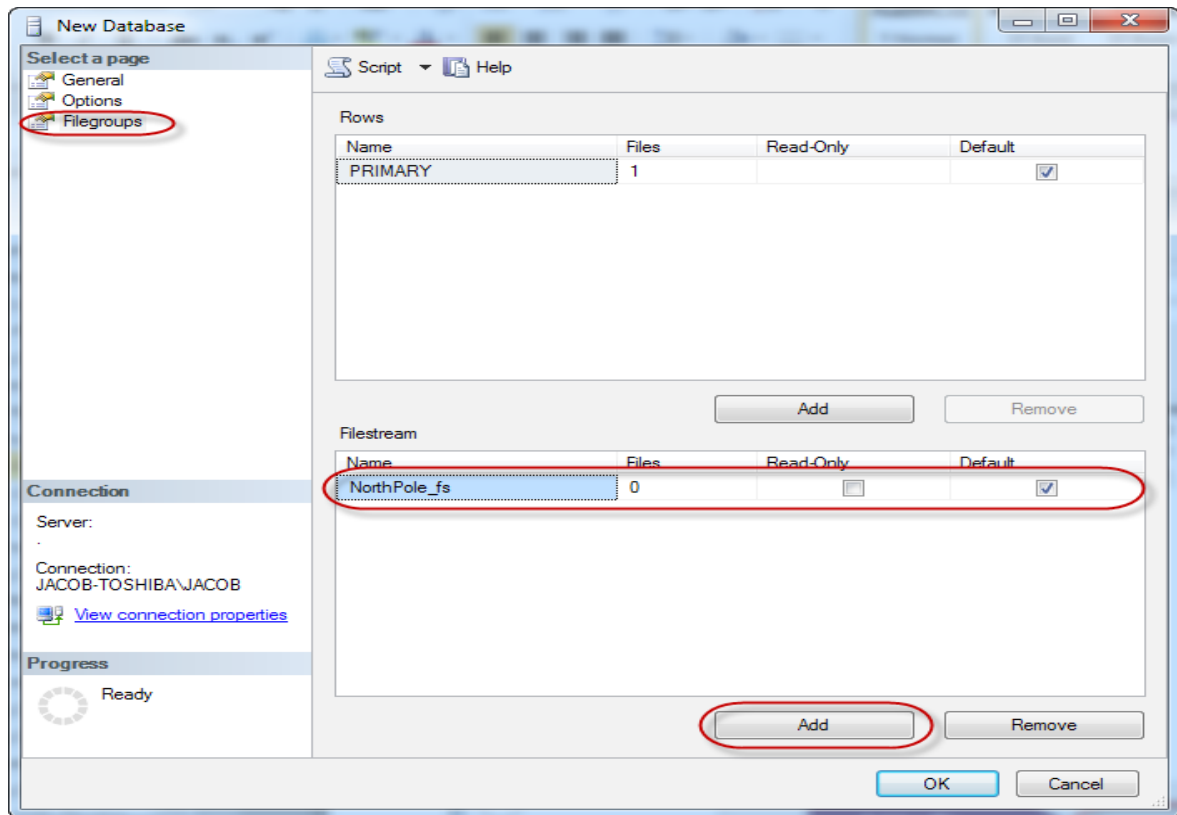 New Database
Select a page
General
Options
Filegroups
Script Help
Rows
Name Files Read-Only Default
PRIMARY 1
Add Remove
Filestream
Name Files Read-Only Default
NorthPole_fs 0
Add Remove
Connection
Server:
.
Connection:
JACOB-TOSHIBA\JACOB
View connection properties
Progress
Ready
OK Cancel